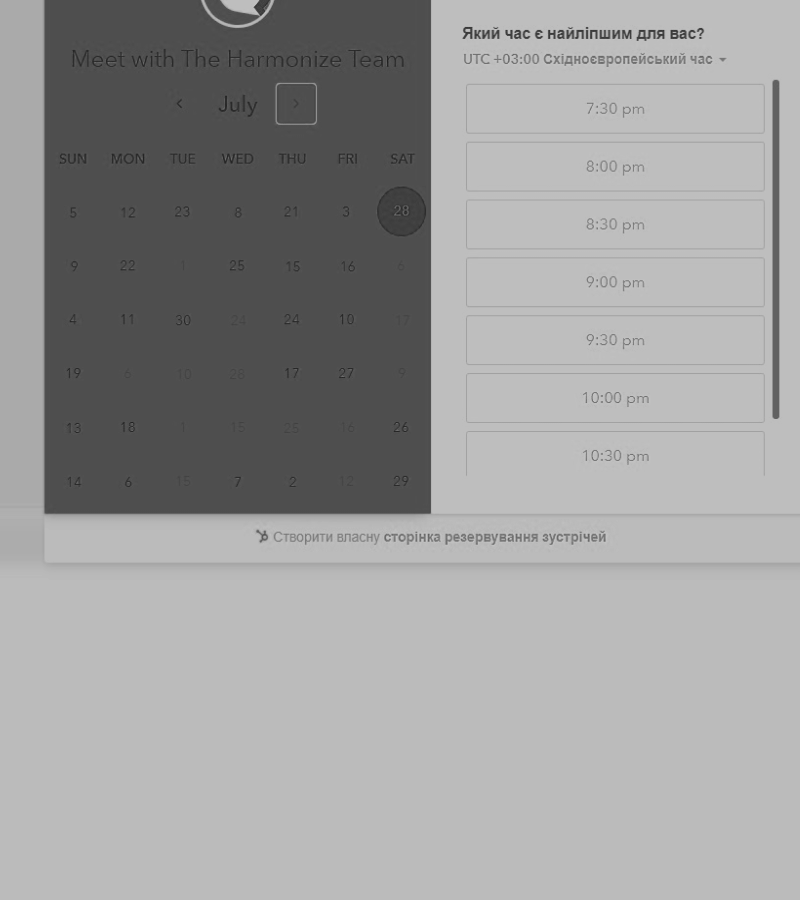 Meet with The Harmonize Team
July
SUN MON TUE WED THU FRI SAT
5 12 23 8 21 3 28
9 22 1 25 15 16 6
4 11 30 24 24 10 17
19 6 10 28 17 27 9
13 18 1 15 25 16 26
14 6 15 7 2 12 29
Який час є найліпшим для вас?
UTC +03:00 Східноєвропейський час
7:30 pm
8:00 pm
8:30 pm
9:00 pm
9:30 pm
10:00 pm
10:30 pm
Створити власну сторінка резервування зустрічей